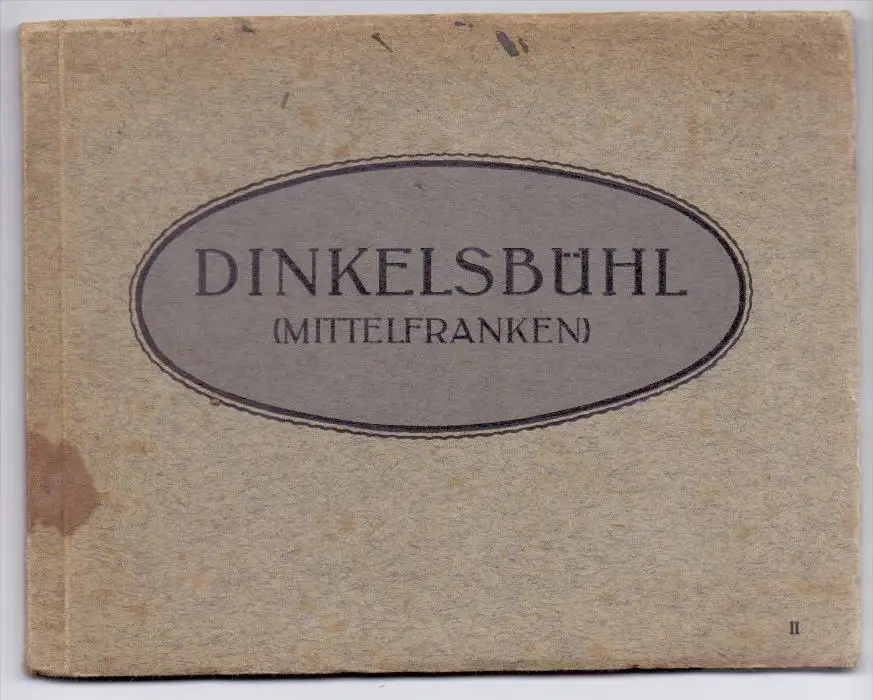 DINKELSBÜHL
(MITTELFRANKEN)
II